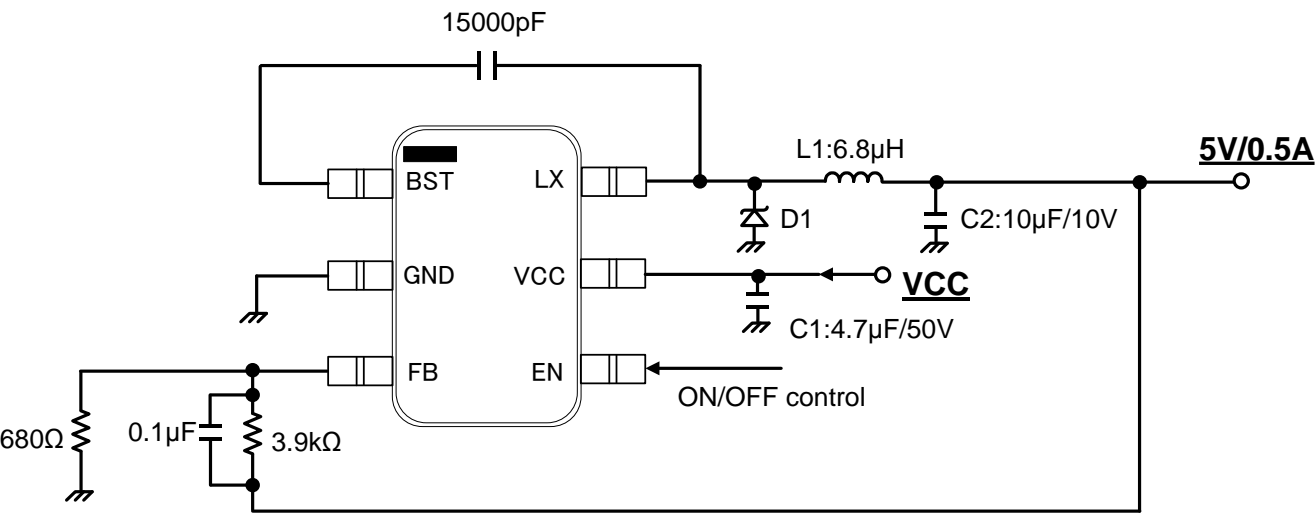 15000pF
L1:6.8µH
5V/0.5A
BST
LX
D1
C2:10µF/10V
GND
VCC
VCC
C1:4.7µF/50V
FB
EN
ON/OFF control
680Ω
0.1µF
3.9kΩ